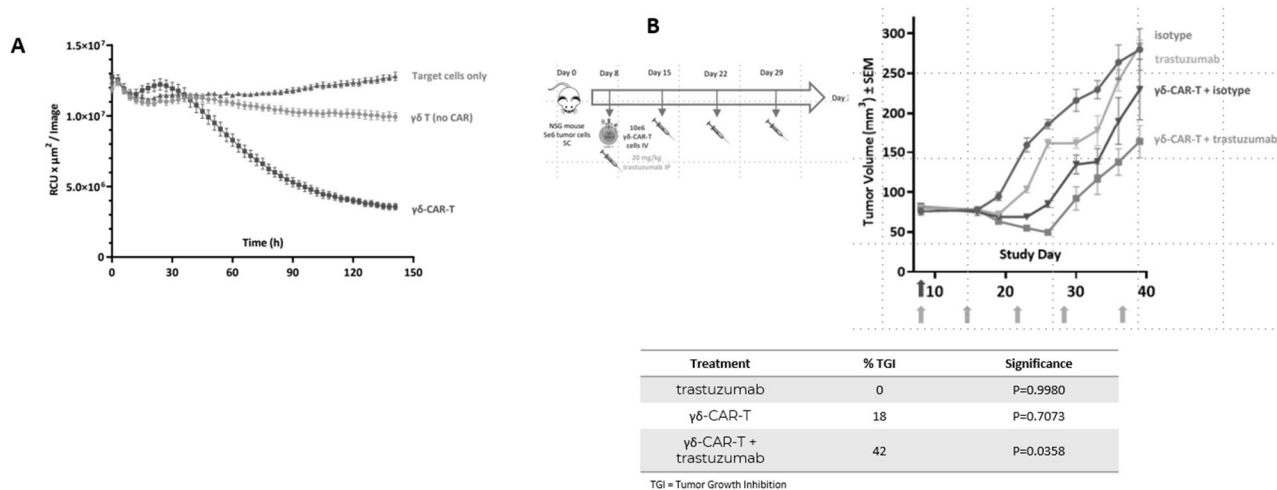 A
1.5×10⁷
1.0×10⁷
5.0×10⁶
0
RCU x µm² / Image
Target cells only
γδ T (no CAR)
γδ-CAR-T
Time (h)
0 30 60 90 120 150
B
Day 0 Day 8 Day 15 Day 22 Day 29
Day
NSG mouse
5e6 tumor cells
SC
10e6
γδ-CAR-T
cells IV
20 mg/kg
trastuzumab IP
300
250
200
150
100
50
0
Tumor Volume (mm³) ± SEM
isotype
trastuzumab
γδ-CAR-T + isotype
γδ-CAR-T + trastuzumab
Study Day
10 20 30 40
Treatment % TGI Significance
trastuzumab 0 P=0.9980
γδ-CAR-T 18 P=0.7073
γδ-CAR-T +
trastuzumab 42 P=0.0358
TGI = Tumor Growth Inhibition